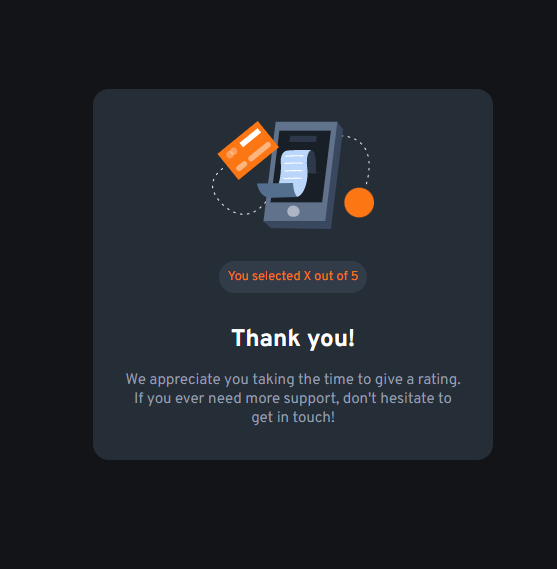 You selected X out of 5
Thank you!
We appreciate you taking the time to give a rating.
If you ever need more support, don't hesitate to
get in touch!